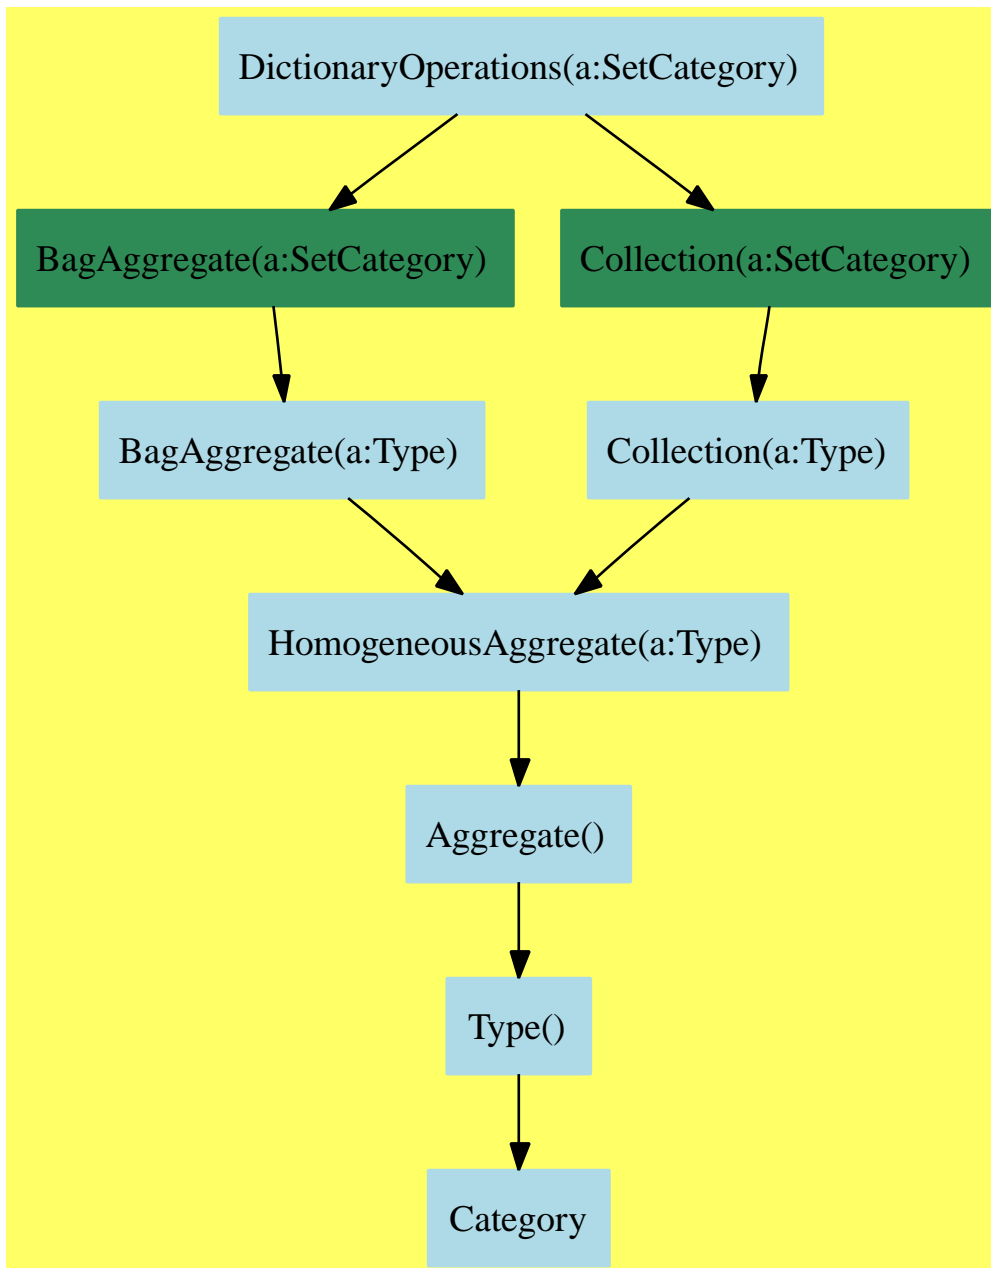 DictionaryOperations(a:SetCategory)
BagAggregate(a:SetCategory)
Collection(a:SetCategory)
BagAggregate(a:Type)
Collection(a:Type)
HomogeneousAggregate(a:Type)
Aggregate()
Type()
Category